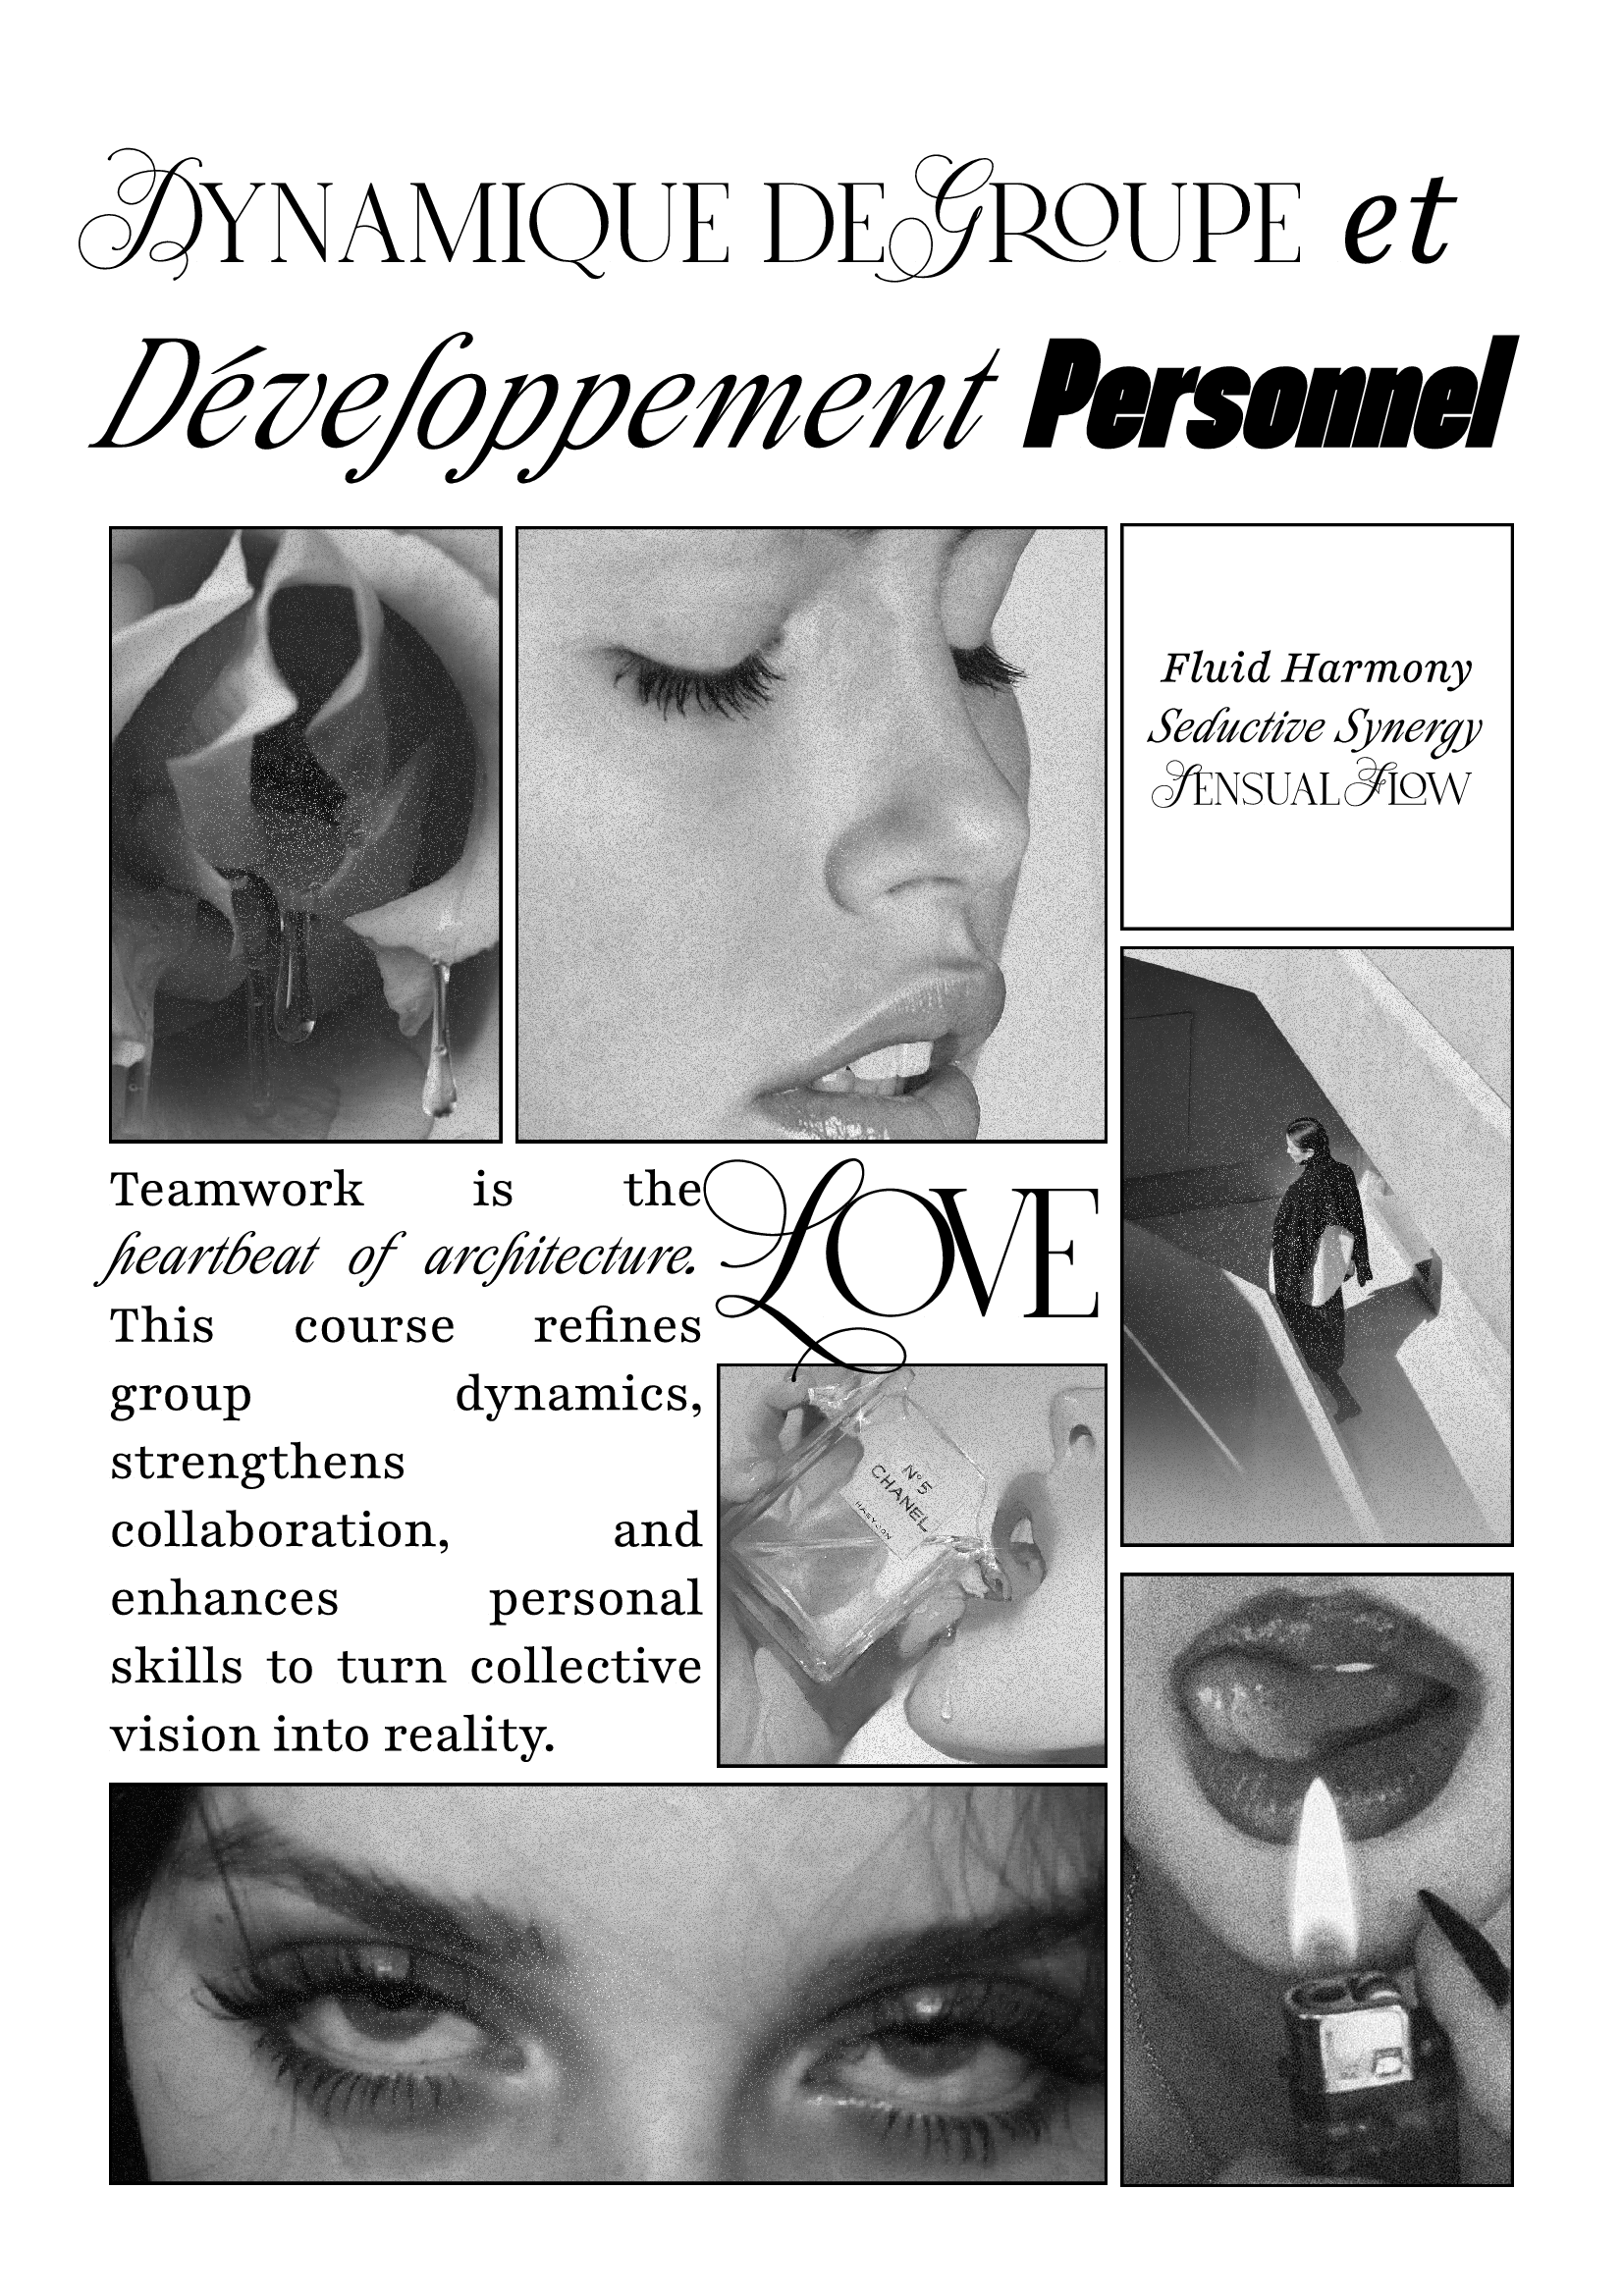 DYNAMIQUE DE GROUPE et
Développement Personnel
Fluid Harmony
Seductive Synergy
SENSUAL FLOW
Teamwork is the
heartbeat of architecture.
This course refines
group dynamics,
strengthens
collaboration, and
enhances personal
skills to turn collective
vision into reality.
LOVE
N°5
CHANEL